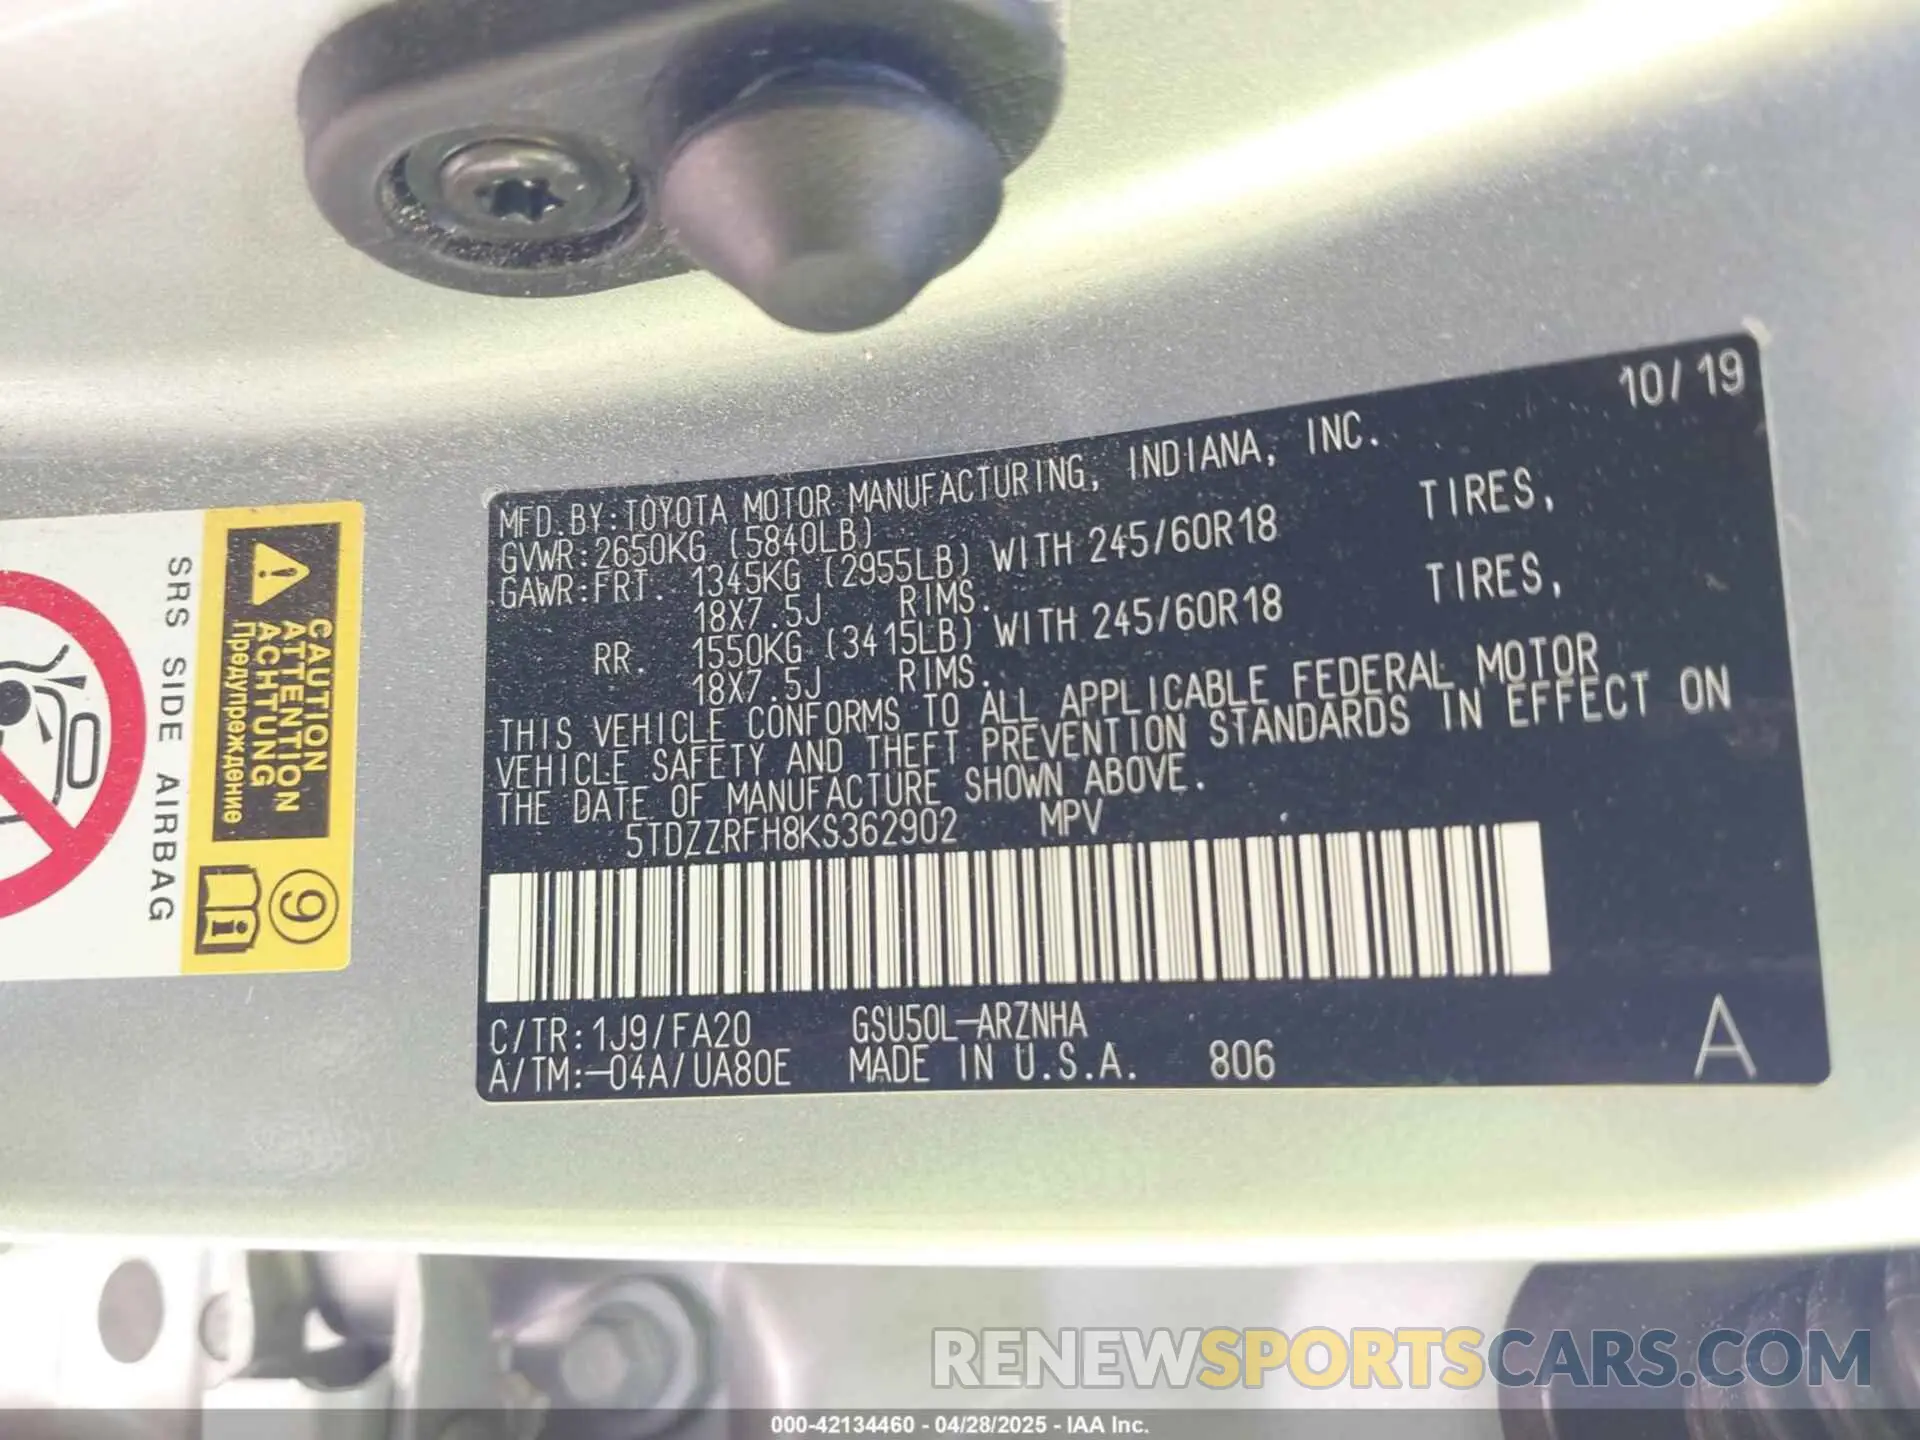 10/19
MFD. BY: TOYOTA MOTOR MANUFACTURING, INDIANA, INC.
GVWR: 2650KG (5840LB)
GAWR: FRT. 1345KG (2955LB) WITH 245/60R18 TIRES,
18X7.5J RIMS.
RR. 1550KG (3415LB) WITH 245/60R18 TIRES,
18X7.5J RIMS.
THIS VEHICLE CONFORMS TO ALL APPLICABLE FEDERAL MOTOR
VEHICLE SAFETY AND THEFT PREVENTION STANDARDS IN EFFECT ON
THE DATE OF MANUFACTURE SHOWN ABOVE.
5TDZZRFH8KS362902 MPV
C/TR: 1J9/FA20 GSU50L-ARZNHA
A/TM: -04A/UA80E MADE IN U.S.A. 806 A
CAUTION
ATTENTION
ACHTUNG
Предупреждение
9
SRS SIDE AIRBAG
RENEWSPORTSCARS.COM
000-42134460 - 04/28/2025 - IAA Inc.